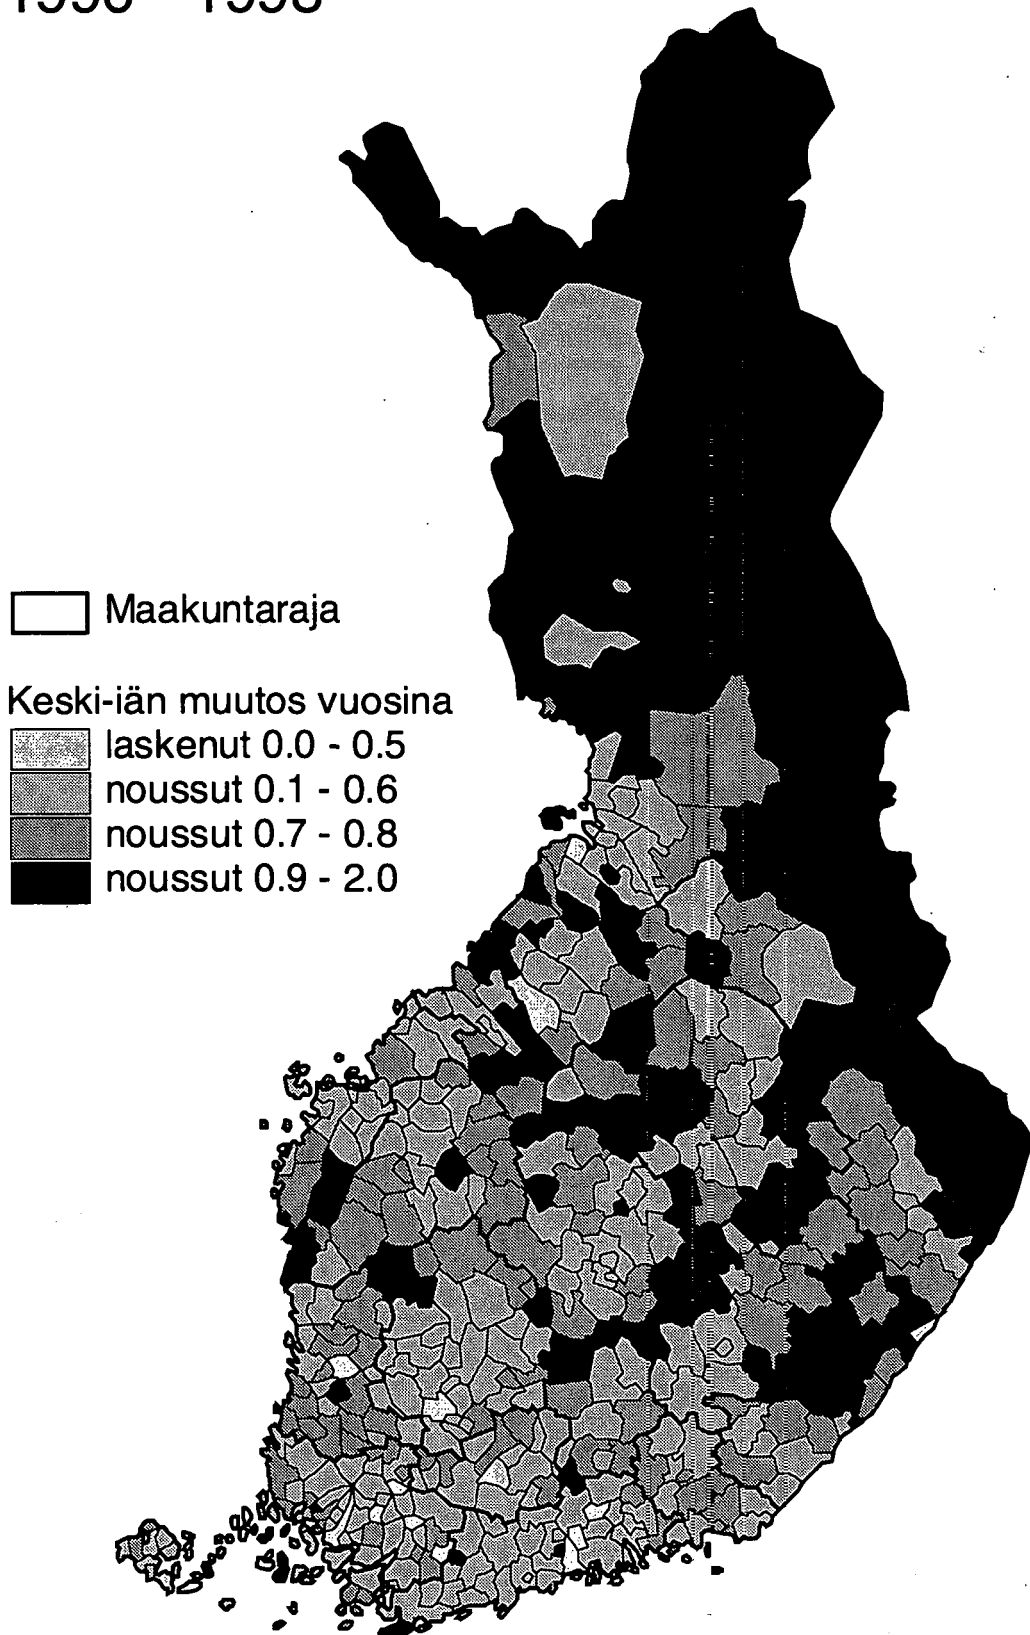 Maakuntaraja
Keski-iän muutos vuosina
laskenut 0.0 - 0.5
noussut 0.1 - 0.6
noussut 0.7 - 0.8
noussut 0.9 - 2.0